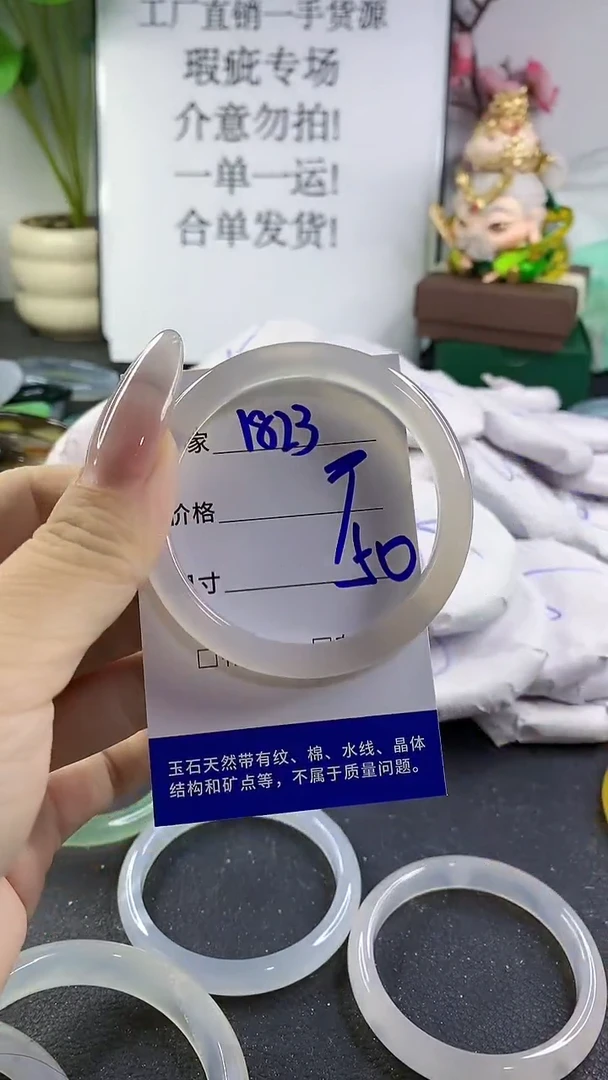 工厂直销一手货源
瑕疵专场
介意勿拍!
一单一运!
合单发货!
家 1823
价格
寸 50
玉石天然带有纹、棉、水线、晶体
结构和矿点等，不属于质量问题。